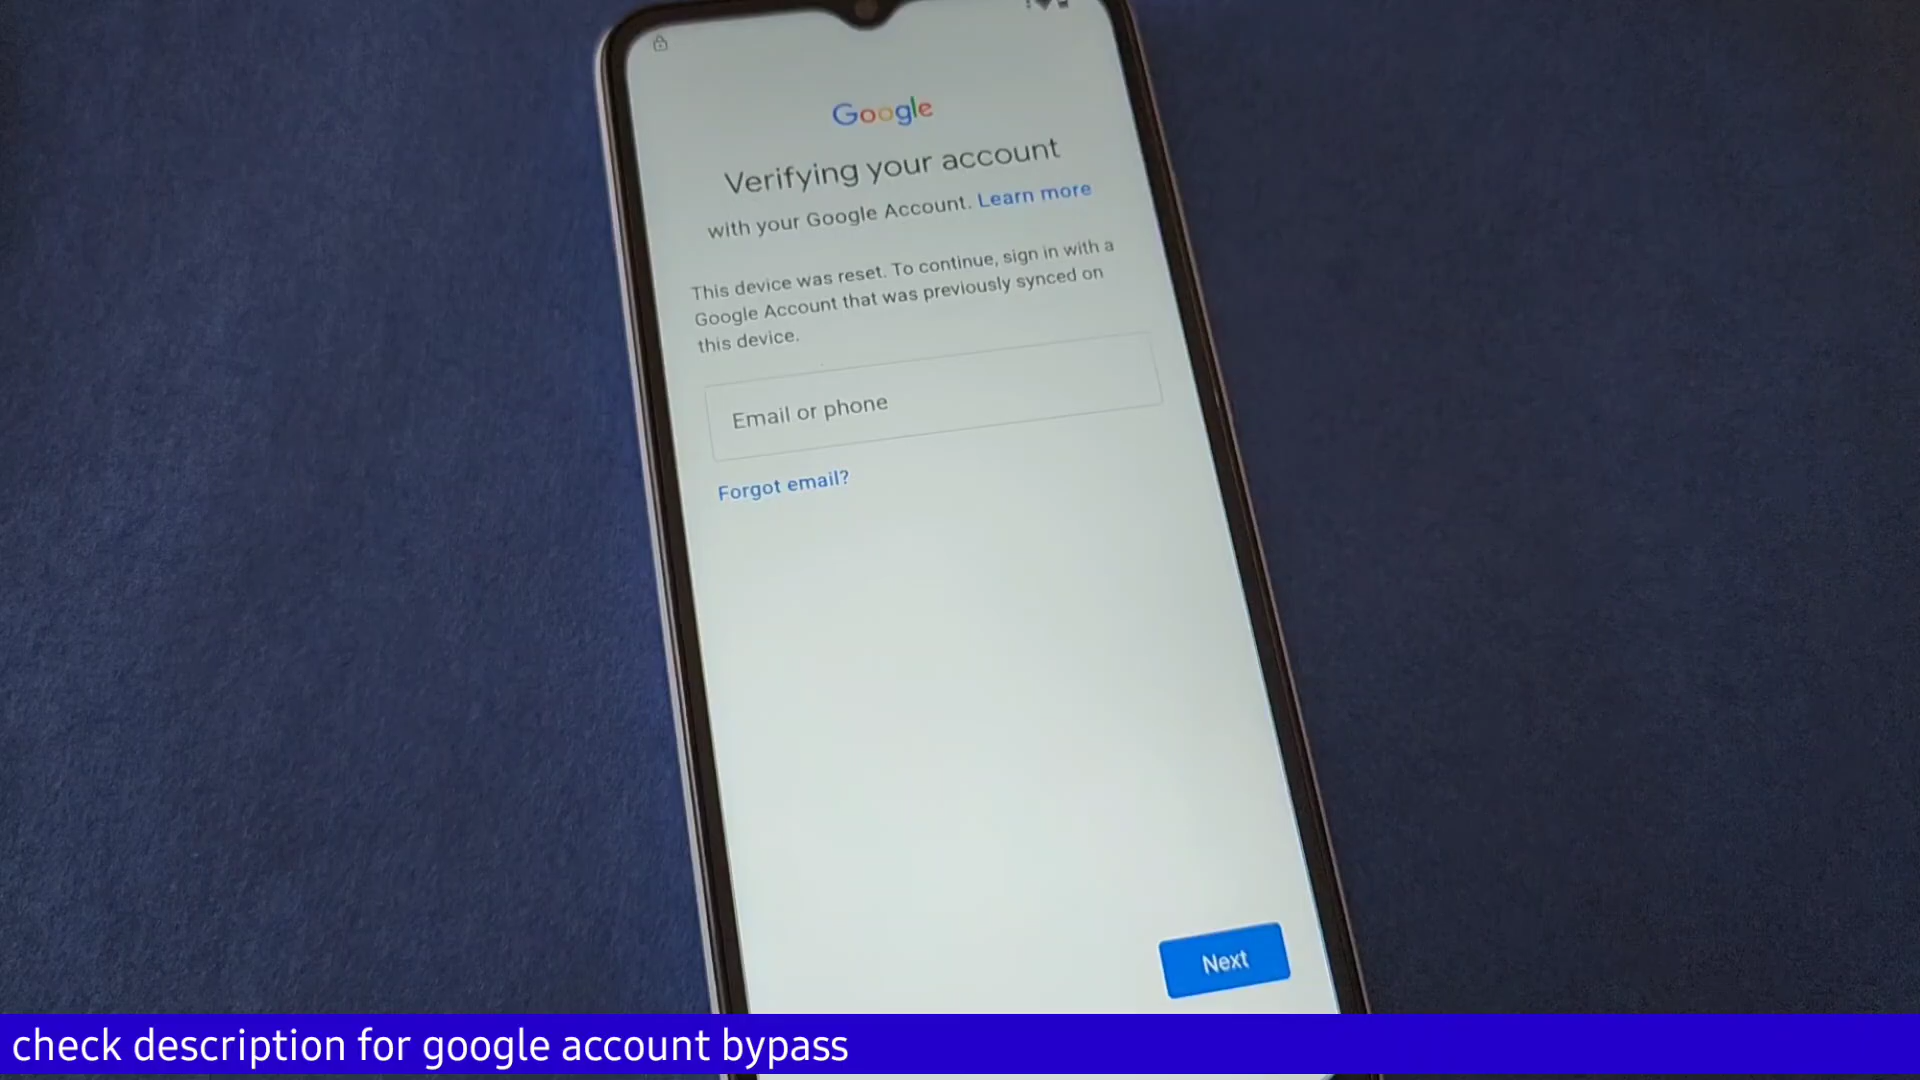 Google
Verifying your account
with your Google Account. Learn more
This device was reset. To continue, sign in with a
Google Account that was previously synced on
this device.
Email or phone
Forgot email?
Next
check description for google account bypass